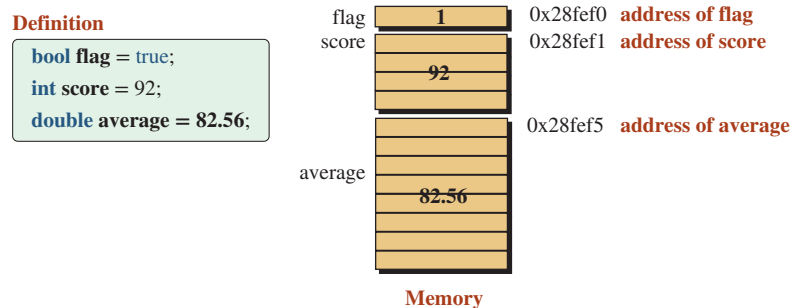 Definition
bool flag = true;
int score = 92;
double average = 82.56;
flag 1 0x28fef0 address of flag
score 0x28fef1 address of score
92
0x28fef5 address of average
average
82.56
Memory